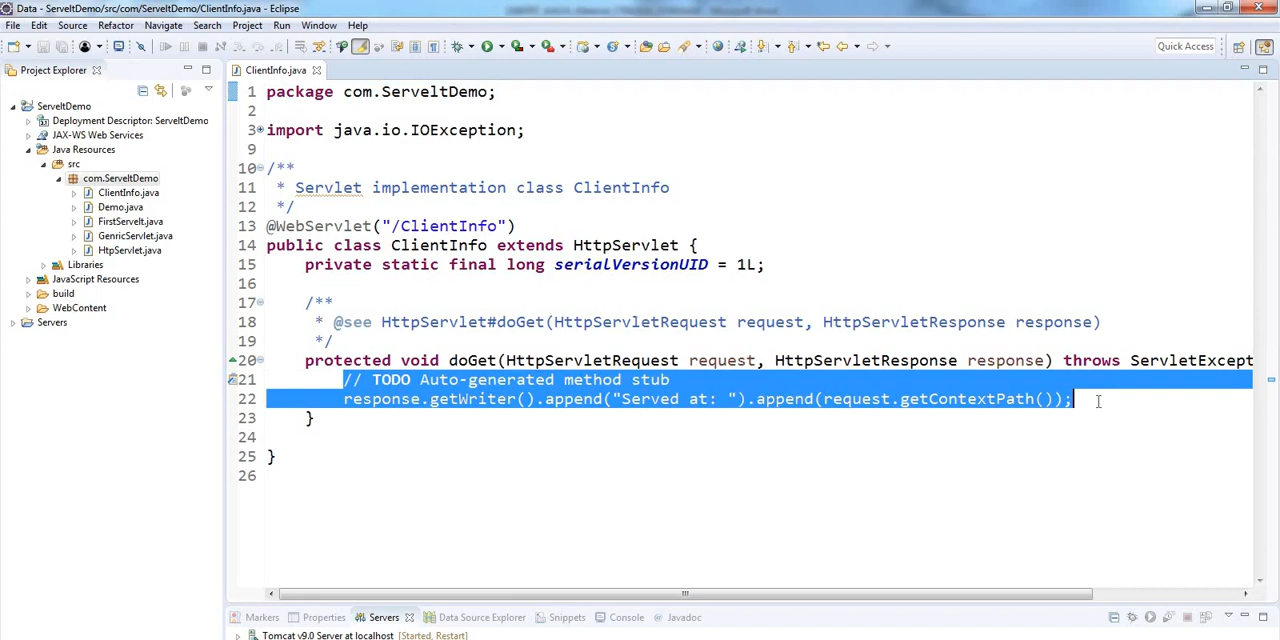 Data - ServeltDemo/src/com/ServeltDemo/ClientInfo.java - Eclipse
File Edit Source Refactor Navigate Search Project Run Window Help
Quick Access
Project Explorer
ServeltDemo
Deployment Descriptor: ServeltDemo
JAX-WS Web Services
Java Resources
src
com.ServeltDemo
ClientInfo.java
Demo.java
FirstServelt.java
GenricServlet.java
HtpServlet.java
Libraries
JavaScript Resources
build
WebContent
Servers
ClientInfo.java
1 package com.ServeltDemo;
2
3 import java.io.IOException;
9
10 /**
11 * Servlet implementation class ClientInfo
12 */
13 @WebServlet("/ClientInfo")
14 public class ClientInfo extends HttpServlet {
15 private static final long serialVersionUID = 1L;
16
17 /**
18 * @see HttpServlet#doGet(HttpServletRequest request, HttpServletResponse response)
19 */
20 protected void doGet(HttpServletRequest request, HttpServletResponse response) throws ServletExcept
21 // TODO Auto-generated method stub
22 response.getWriter().append("Served at: ").append(request.getContextPath());
23 }
24
25 }
26
Markers Properties Servers Data Source Explorer Snippets Console Javadoc
Tomcat v9.0 Server at localhost [Started, Restart]